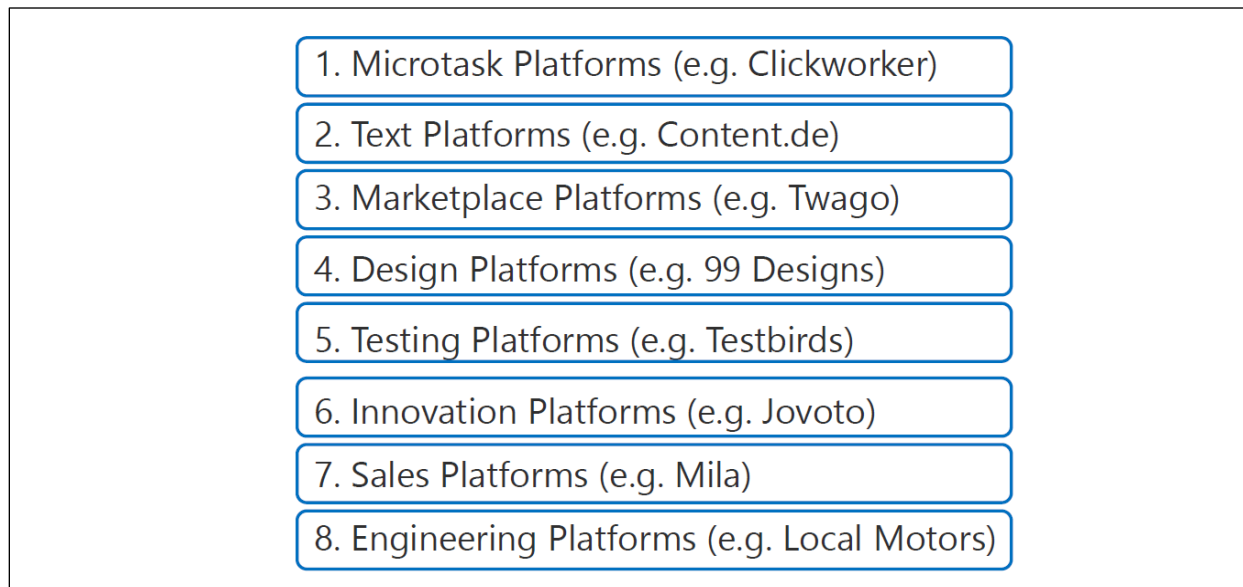 1. Microtask Platforms (e.g. Clickworker)
2. Text Platforms (e.g. Content.de)
3. Marketplace Platforms (e.g. Twago)
4. Design Platforms (e.g. 99 Designs)
5. Testing Platforms (e.g. Testbirds)
6. Innovation Platforms (e.g. Jovoto)
7. Sales Platforms (e.g. Mila)
8. Engineering Platforms (e.g. Local Motors)